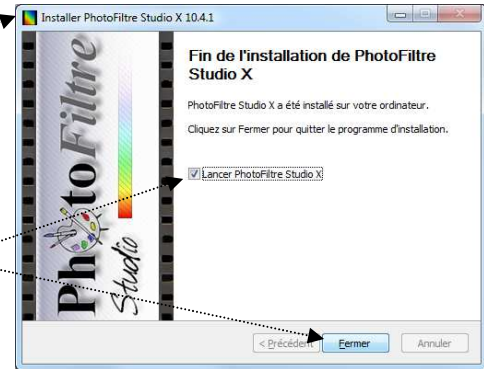 Installer PhotoFiltre Studio X 10.4.1
PhotoFiltre
Studio
Fin de l'installation de PhotoFiltre
Studio X
PhotoFiltre Studio X a été installé sur votre ordinateur.
Cliquez sur Fermer pour quitter le programme d'installation.
Lancer PhotoFiltre Studio X
< Précédent
Fermer
Annuler